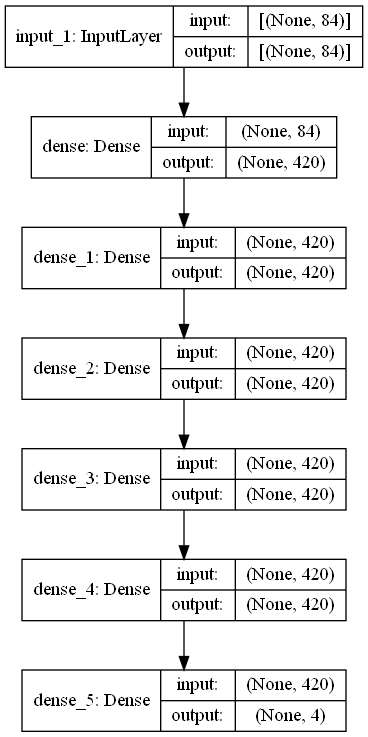 input_1: InputLayer
input: [(None, 84)]
output: [(None, 84)]
dense: Dense
input: (None, 84)
output: (None, 420)
dense_1: Dense
input: (None, 420)
output: (None, 420)
dense_2: Dense
input: (None, 420)
output: (None, 420)
dense_3: Dense
input: (None, 420)
output: (None, 420)
dense_4: Dense
input: (None, 420)
output: (None, 420)
dense_5: Dense
input: (None, 420)
output: (None, 4)